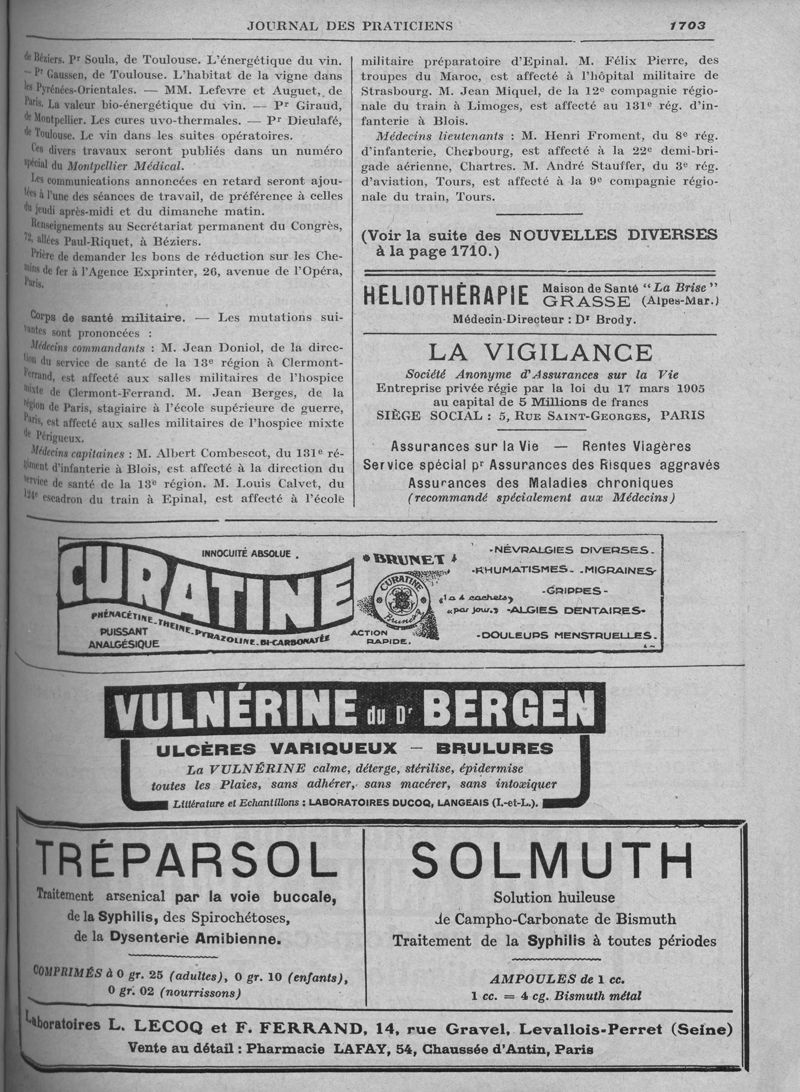 JOURNAL DES PRATICIENS 1703
de Béziers. Pr Soula, de Toulouse. L'énergétique du vin.
— Pr Gaussen, de Toulouse. L'habitat de la vigne dans
les Pyrénées-Orientales. — MM. Lefevre et Auguet, de
Paris. La valeur bio-énergétique du vin. — Pr Giraud,
de Montpellier. Les cures uvo-thermales. — Pr Dieulafé,
de Toulouse. Le vin dans les suites opératoires.
Ces divers travaux seront publiés dans un numéro
spécial du Montpellier Médical.
Les communications annoncées en retard seront ajou-
tées à l'une des séances de travail, de préférence à celles
du jeudi après-midi et du dimanche matin.
Renseignements au Secrétariat permanent du Congrès,
72, allées Paul-Riquet, à Béziers.
Prière de demander les bons de réduction sur les Che-
mins de fer à l'Agence Exprinter, 26, avenue de l'Opéra,
Paris.
Corps de santé militaire. — Les mutations sui-
vantes sont prononcées :
Médecins commandants : M. Jean Doniol, de la direc-
tion du service de santé de la 13e région à Clermont-
Ferrand, est affecté aux salles militaires de l'hospice
mixte de Clermont-Ferrand. M. Jean Berges, de la
région de Paris, stagiaire à l'école supérieure de guerre,
Paris, est affecté aux salles militaires de l'hospice mixte
de Périgueux.
Médecins capitaines : M. Albert Combescot, du 131e ré-
giment d'infanterie à Blois, est affecté à la direction du
service de santé de la 13e région. M. Louis Calvet, du
124e escadron du train à Epinal, est affecté à l'école
militaire préparatoire d'Epinal. M. Félix Pierre, des
troupes du Maroc, est affecté à l'hôpital militaire de
Strasbourg. M. Jean Miquel, de la 12e compagnie régio-
nale du train à Limoges, est affecté au 131e rég. d'in-
fanterie à Blois.
Médecins lieutenants : M. Henri Froment, du 8e rég.
d'infanterie, Cherbourg, est affecté à la 22e demi-bri-
gade aérienne, Chartres. M. André Stauffer, du 3e rég.
d'aviation, Tours, est affecté à la 9e compagnie régio-
nale du train, Tours.
(Voir la suite des NOUVELLES DIVERSES
à la page 1710.)
HÉLIOTHÉRAPIE Maison de Santé "La Brise"
GRASSE (Alpes-Mar.)
Médecin-Directeur : Dr Brody.
LA VIGILANCE
Société Anonyme d'Assurances sur la Vie
Entreprise privée régie par la loi du 17 mars 1905
au capital de 5 Millions de francs
SIÈGE SOCIAL : 5, RUE SAINT-GEORGES, PARIS
Assurances sur la Vie — Rentes Viagères
Service spécial pr Assurances des Risques aggravés
Assurances des Maladies chroniques
(recommandé spécialement aux Médecins)
INNOCUITÉ ABSOLUE.
CURATINE
PHÉNACÉTINE-THEINE-PYRAZOLINE-BI-CARBONATÉE
PUISSANT
ANALGÉSIQUE
BRUNET
CURATINE
Brunet
ACTION
RAPIDE.
1 a 4 cachets
par jour.
-NÉVRALGIES DIVERSES-
-RHUMATISMES- -MIGRAINES-
-GRIPPES-
-ALGIES DENTAIRES-
-DOULEURS MENSTRUELLES-
VULNÉRINE du Dr BERGEN
ULCÈRES VARIQUEUX — BRULURES
La VULNÉRINE calme, déterge, stérilise, épidermise
toutes les Plaies, sans adhérer, sans macérer, sans intoxiquer
Littérature et Echantillons : LABORATOIRES DUCOQ, LANGEAIS (I.-et-L.).
TRÉPARSOL
Traitement arsenical par la voie buccale,
de la Syphilis, des Spirochétoses,
de la Dysenterie Amibienne.
COMPRIMÉS à 0 gr. 25 (adultes), 0 gr. 10 (enfants),
0 gr. 02 (nourrissons)
SOLMUTH
Solution huileuse
de Campho-Carbonate de Bismuth
Traitement de la Syphilis à toutes périodes
AMPOULES de 1 cc.
1 cc. = 4 cg. Bismuth métal
Laboratoires L. LECOQ et F. FERRAND, 14, rue Gravel, Levallois-Perret (Seine)
Vente au détail : Pharmacie LAFAY, 54, Chaussée d'Antin, Paris